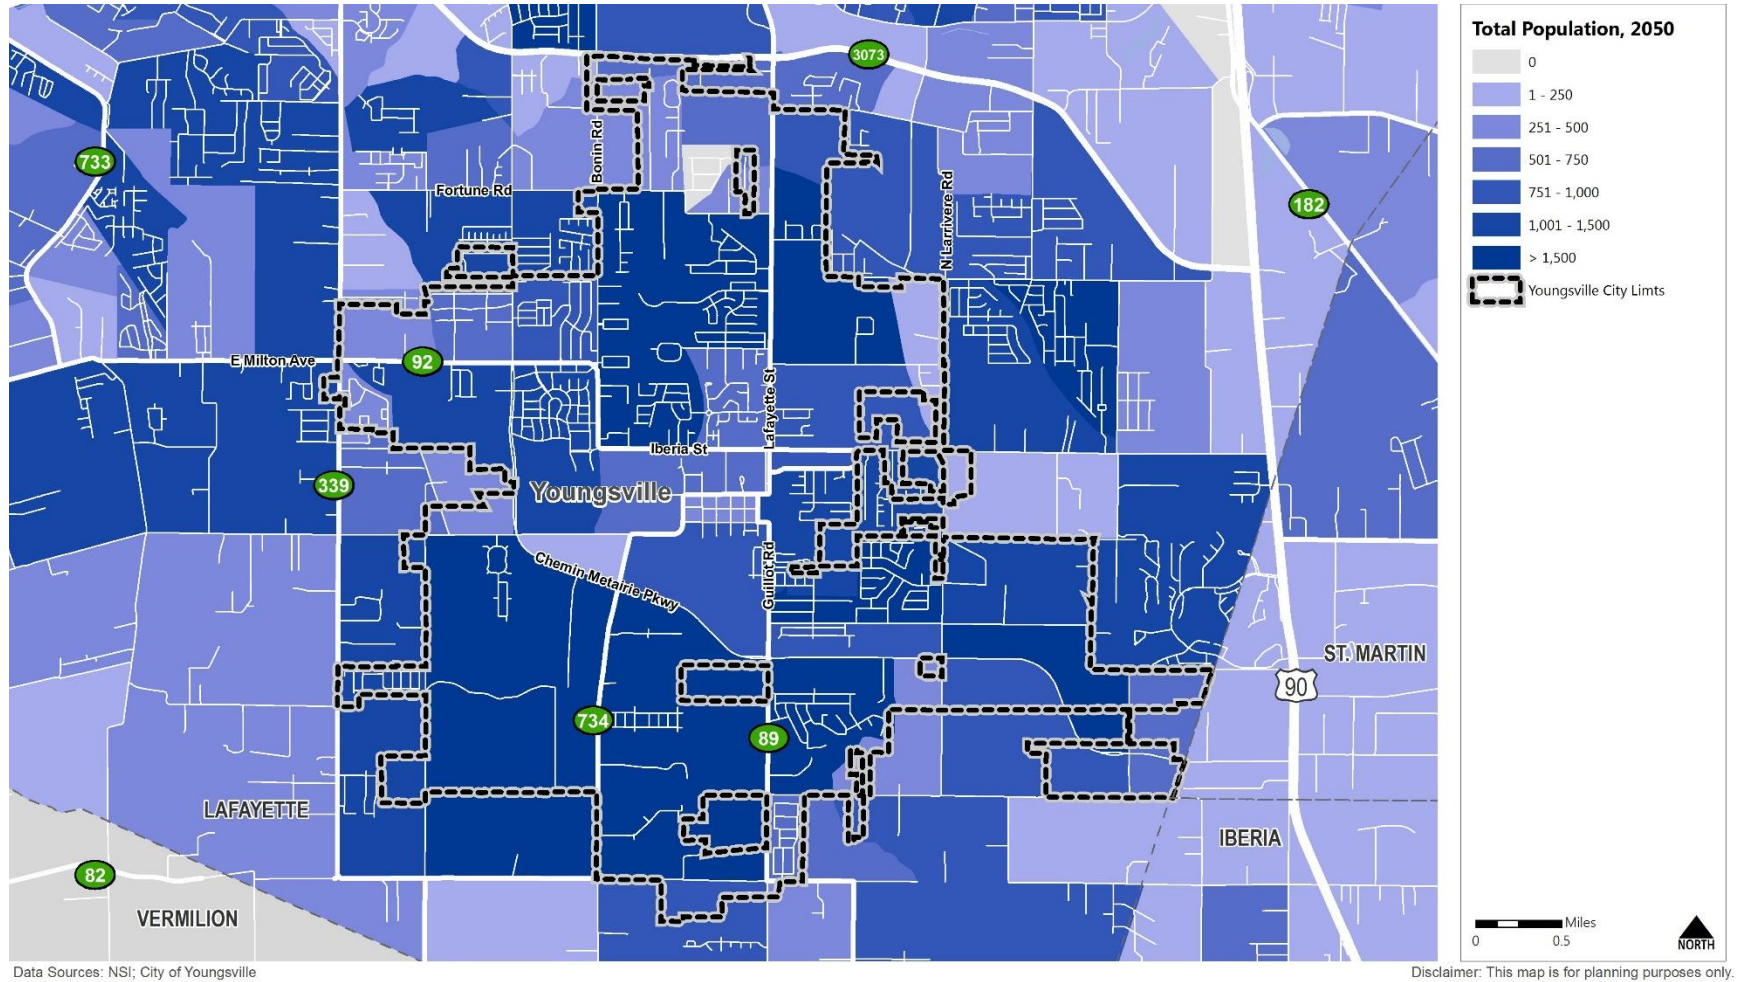 3073
Total Population, 2050
0
1 - 250
251 - 500
501 - 750
751 - 1,000
1,001 - 1,500
> 1,500
Youngsville City Limts
733
Bonin Rd
Fortune Rd
N Larrivere Rd
182
E Milton Ave
92
Lafayette St
Iberia St
339
Youngsville
Chemin Metairie Pkwy
Guillot Rd
ST. MARTIN
90
734
89
LAFAYETTE
IBERIA
82
VERMILION
Miles
0 0.5
NORTH
Data Sources: NSI; City of Youngsville
Disclaimer: This map is for planning purposes only.